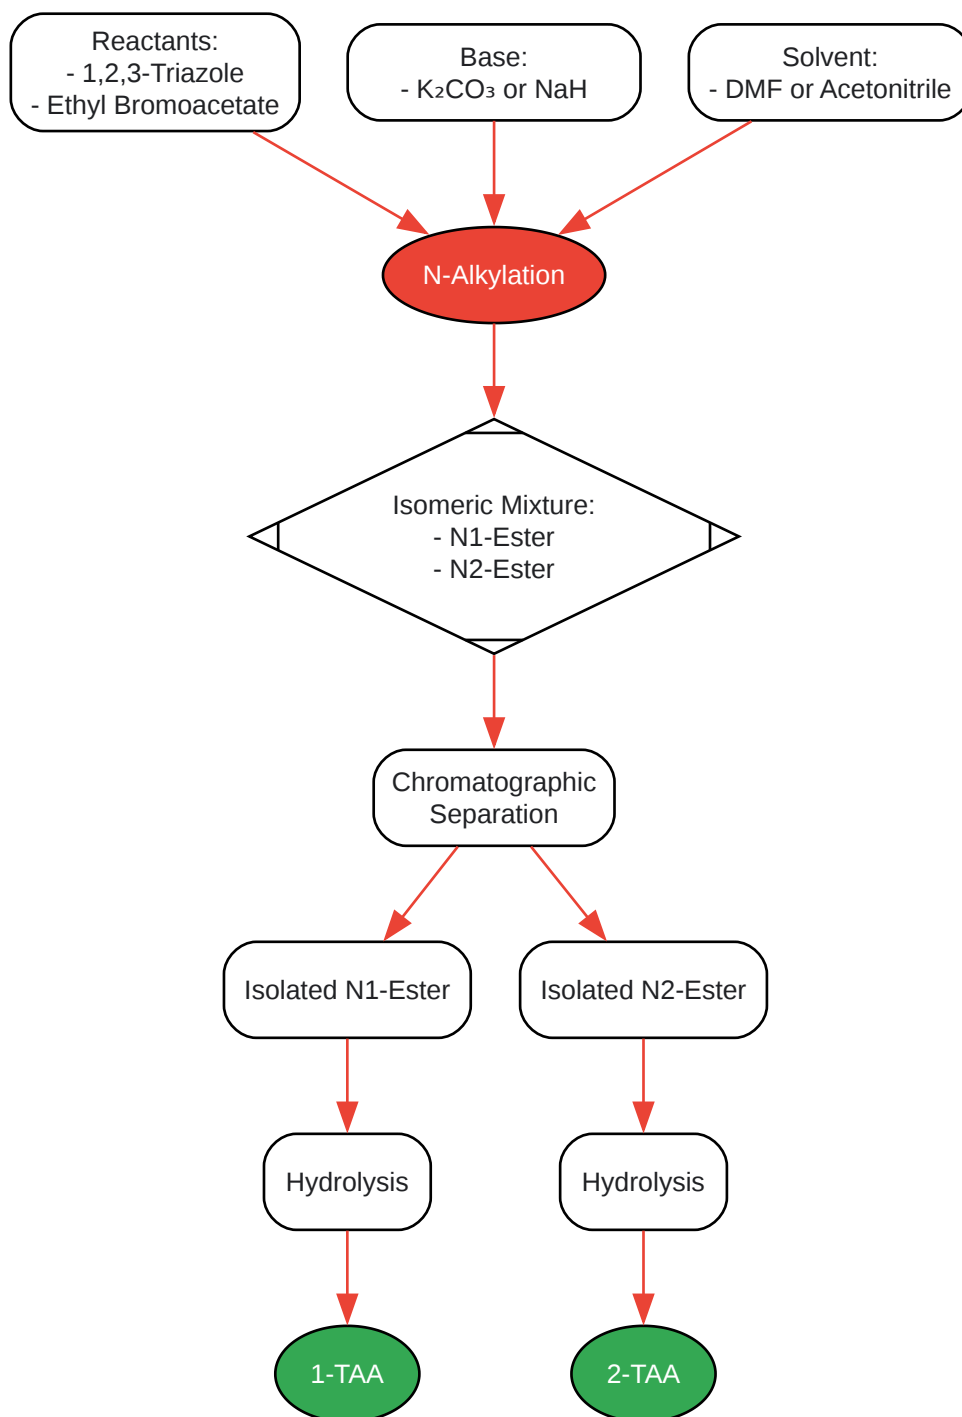 Reactants:
- 1,2,3-Triazole
- Ethyl Bromoacetate
Base:
- K₂CO₃ or NaH
Solvent:
- DMF or Acetonitrile
N-Alkylation
Isomeric Mixture:
- N1-Ester
- N2-Ester
Chromatographic
Separation
Isolated N1-Ester
Isolated N2-Ester
Hydrolysis
Hydrolysis
1-TAA
2-TAA